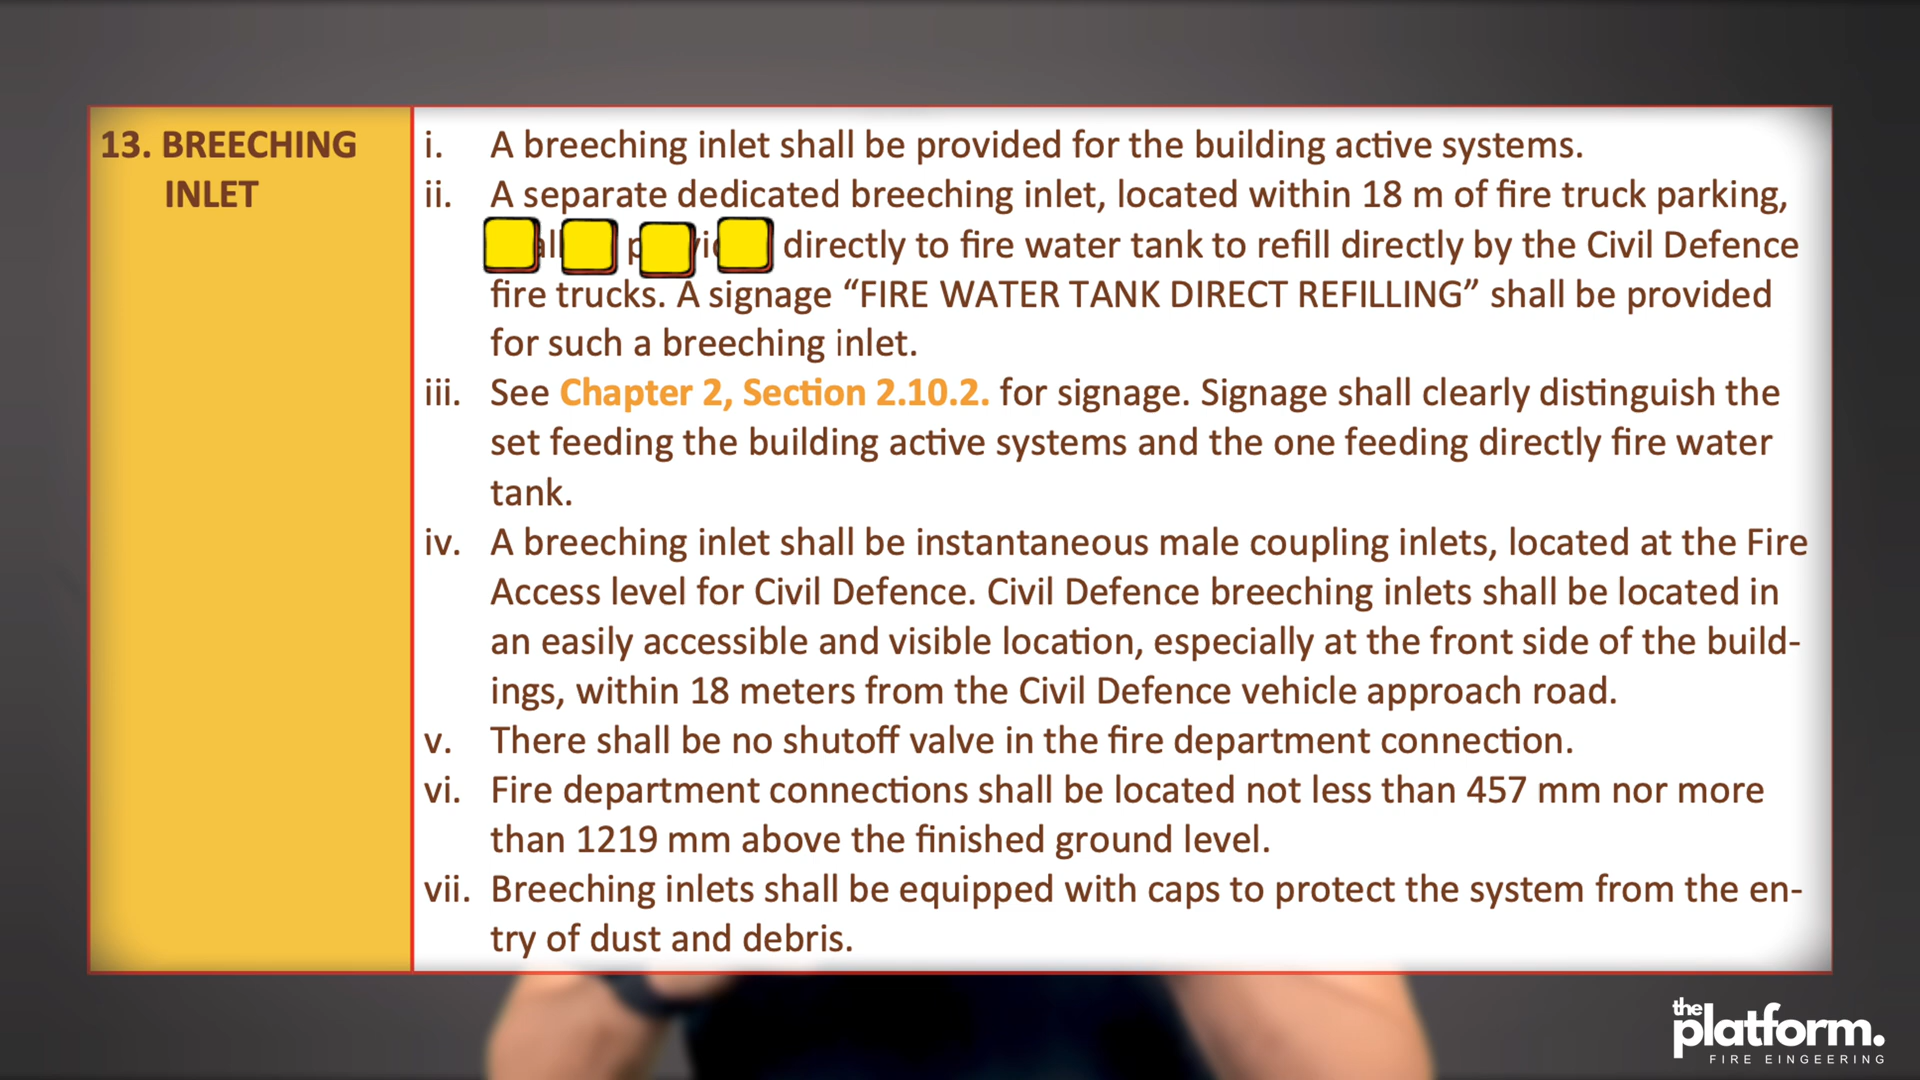 13. BREECHING
INLET
i. A breeching inlet shall be provided for the building active systems.
ii. A separate dedicated breeching inlet, located within 18 m of fire truck parking,
directly to fire water tank to refill directly by the Civil Defence
fire trucks. A signage “FIRE WATER TANK DIRECT REFILLING” shall be provided
for such a breeching inlet.
iii. See Chapter 2, Section 2.10.2. for signage. Signage shall clearly distinguish the
set feeding the building active systems and the one feeding directly fire water
tank.
iv. A breeching inlet shall be instantaneous male coupling inlets, located at the Fire
Access level for Civil Defence. Civil Defence breeching inlets shall be located in
an easily accessible and visible location, especially at the front side of the build-
ings, within 18 meters from the Civil Defence vehicle approach road.
v. There shall be no shutoff valve in the fire department connection.
vi. Fire department connections shall be located not less than 457 mm nor more
than 1219 mm above the finished ground level.
vii. Breeching inlets shall be equipped with caps to protect the system from the en-
try of dust and debris.
the
platform.
FIRE EINGEERING